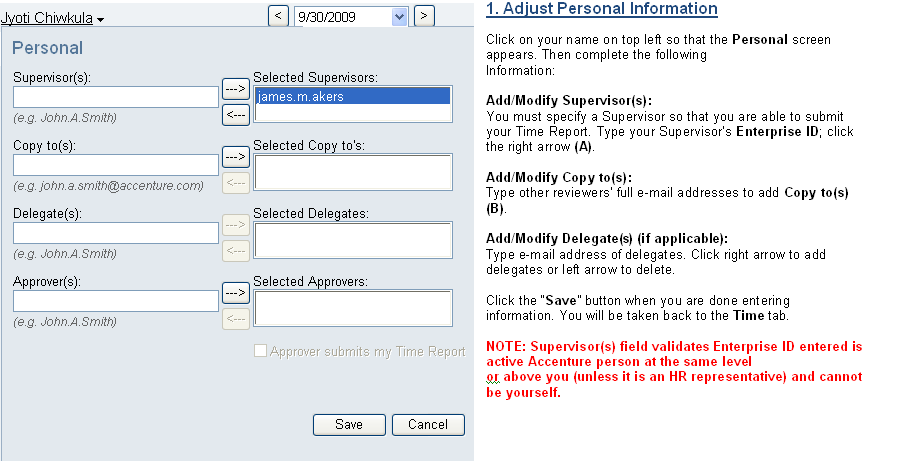 Jyoti Chiwkula
<
9/30/2009
>
Personal
Supervisor(s):
--->
Selected Supervisors:
james.m.akers
<---
(e.g. John.A.Smith)
Copy to(s):
--->
Selected Copy to's:
<---
(e.g. john.a.smith@accenture.com)
Delegate(s):
--->
Selected Delegates:
<---
(e.g. John.A.Smith)
Approver(s):
--->
Selected Approvers:
<---
(e.g. John.A.Smith)
Approver submits my Time Report
Save
Cancel
1. Adjust Personal Information
Click on your name on top left so that the Personal screen
appears. Then complete the following
Information:
Add/Modify Supervisor(s):
You must specify a Supervisor so that you are able to submit
your Time Report. Type your Supervisor's Enterprise ID; click
the right arrow (A).
Add/Modify Copy to(s):
Type other reviewers' full e-mail addresses to add Copy to(s)
(B).
Add/Modify Delegate(s) (if applicable):
Type e-mail address of delegates. Click right arrow to add
delegates or left arrow to delete.
Click the "Save" button when you are done entering
information. You will be taken back to the Time tab.
NOTE: Supervisor(s) field validates Enterprise ID entered is
active Accenture person at the same level
or above you (unless it is an HR representative) and cannot
be yourself.